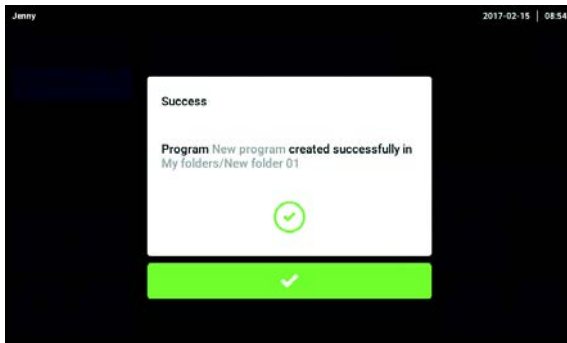 Jenny 2017-02-15 | 08:54
Success
Program New program created successfully in
My folders/New folder 01